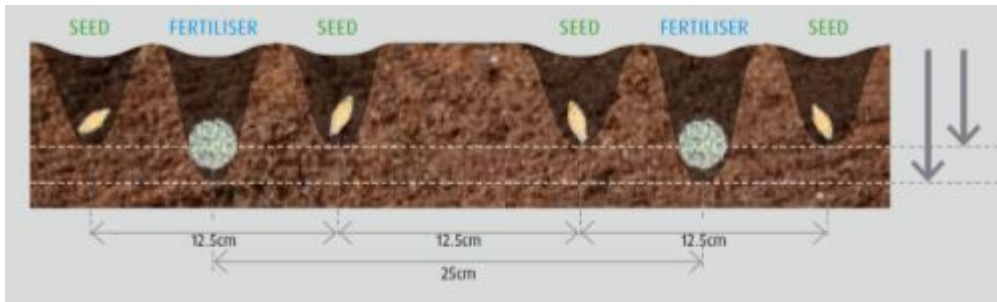 SEED FERTILISER SEED SEED FERTILISER SEED
12.5cm 12.5cm 12.5cm
25cm